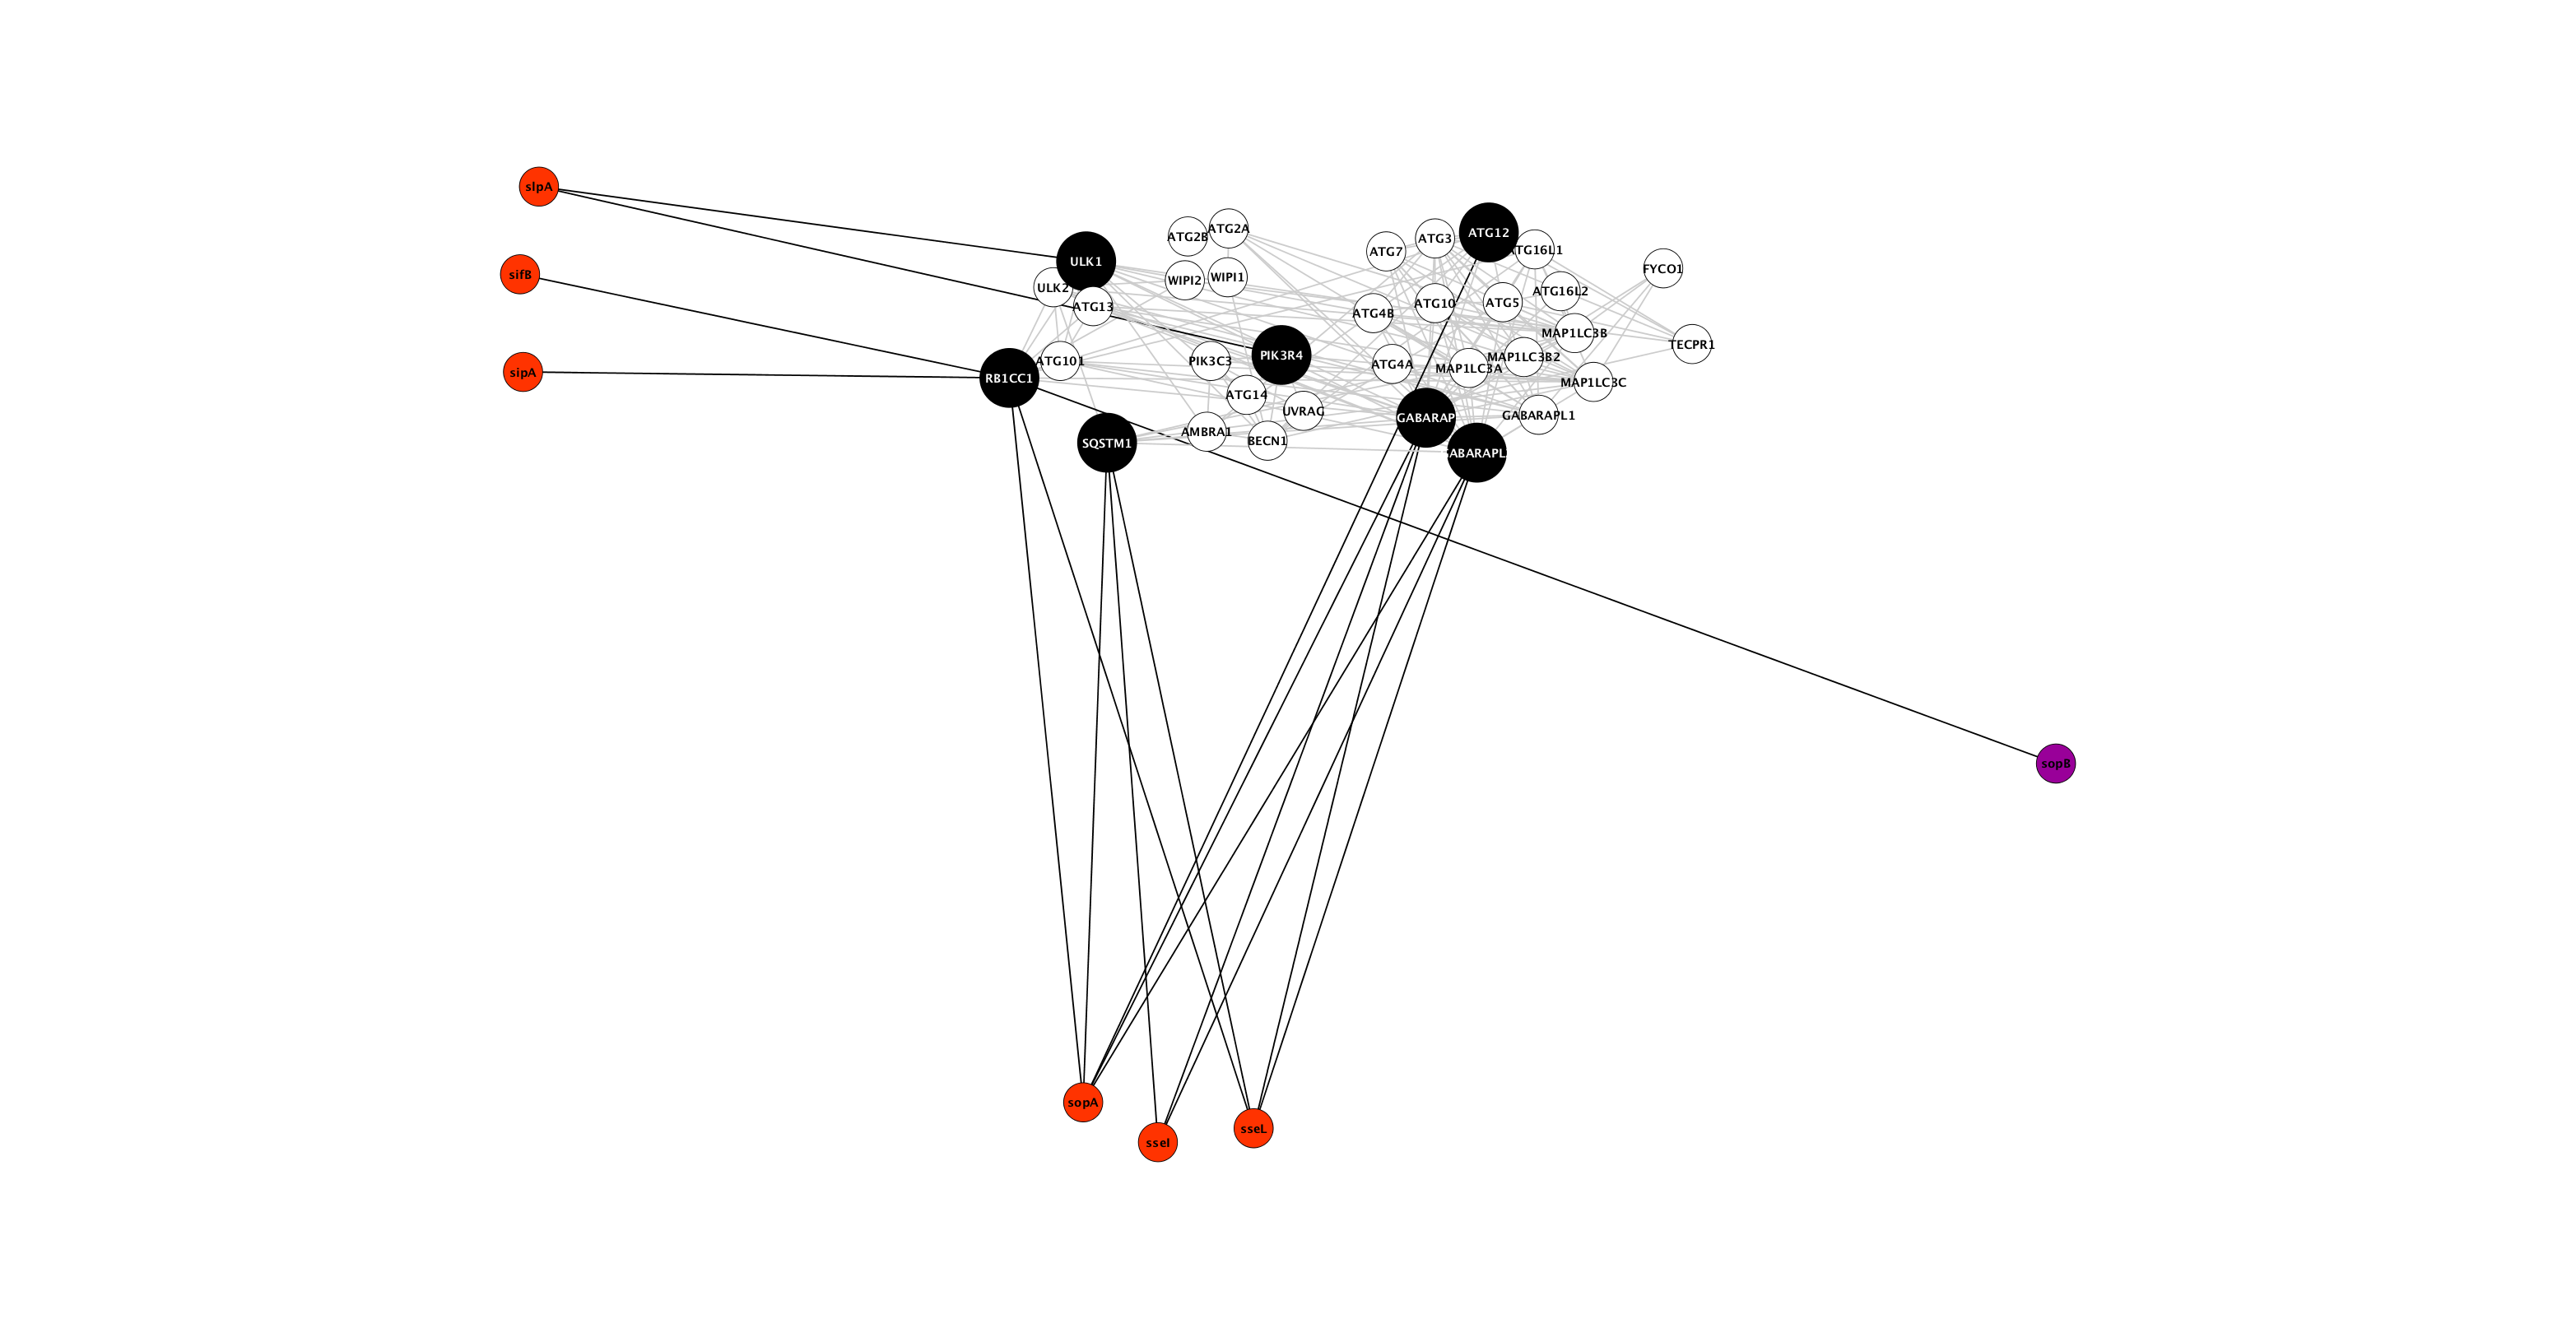 slpA
ATG2B
ATG2A
ATG12
ATG3
ATG7
ATG16L1
ULK1
FYCO1
sifB
WIPI2
WIPI1
ULK2
ATG16L2
ATG13
ATG10
ATG5
ATG4B
MAP1LC3B
TECPR1
PIK3R4
MAP1LC3B2
ATG101
PIK3C3
ATG4A
MAP1LC3A
sipA
RB1CC1
MAP1LC3C
ATG14
UVRAG
GABARAP
GABARAPL1
AMBRA1
BECN1
SQSTM1
ABARAPL
sopB
sopA
sseI
sseL